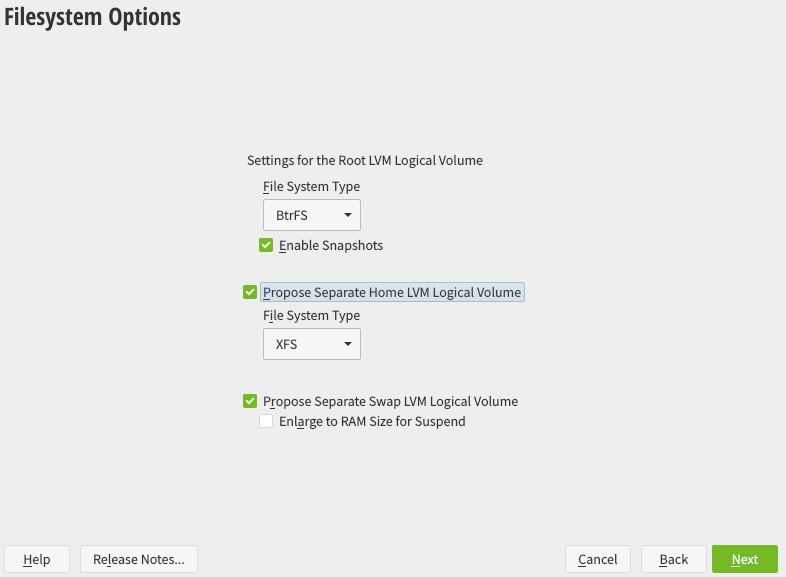 Filesystem Options
Settings for the Root LVM Logical Volume
File System Type
BtrFS
Enable Snapshots
Propose Separate Home LVM Logical Volume
File System Type
XFS
Propose Separate Swap LVM Logical Volume
Enlarge to RAM Size for Suspend
Help Release Notes... Cancel Back Next